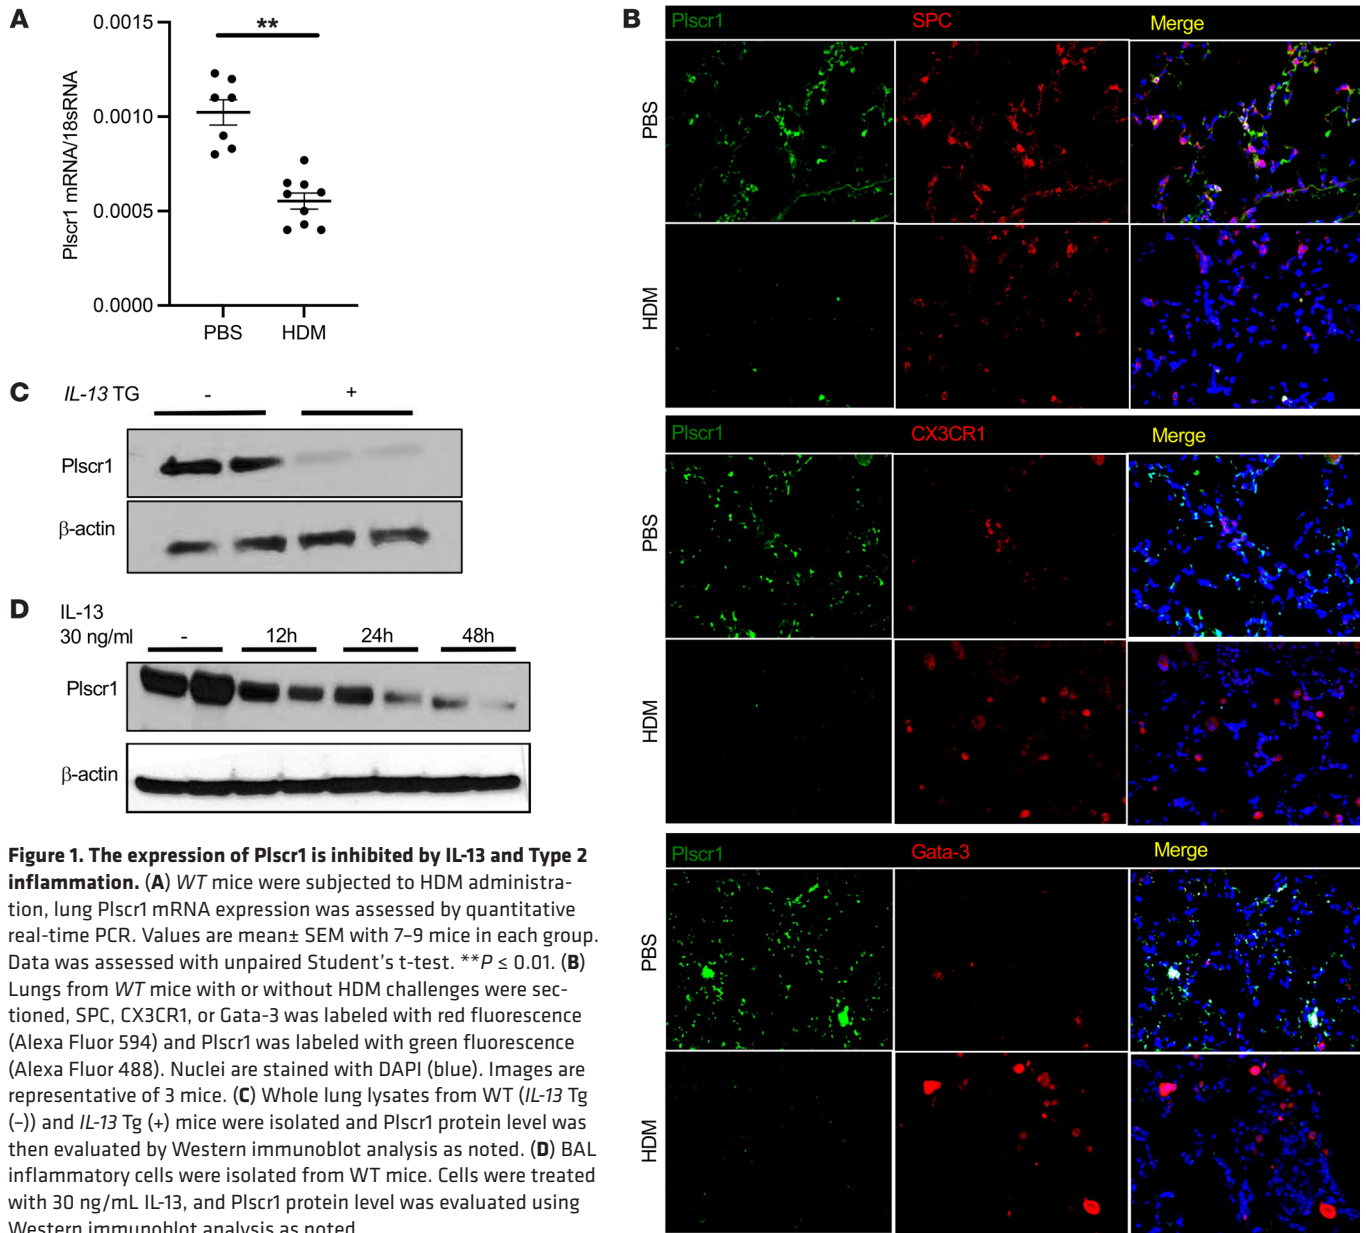 A
0.0015
0.0010
0.0005
0.0000
Plscr1 mRNA/18sRNA
**
PBS
HDM
B
Plscr1
SPC
Merge
PBS
HDM
Plscr1
CX3CR1
Merge
PBS
HDM
Plscr1
Gata-3
Merge
PBS
HDM
C
IL-13 TG
-
+
Plscr1
β-actin
D
IL-13
30 ng/ml
-
12h
24h
48h
Plscr1
β-actin
Figure 1. The expression of Plscr1 is inhibited by IL-13 and Type 2
inflammation. (A) WT mice were subjected to HDM administra-
tion, lung Plscr1 mRNA expression was assessed by quantitative
real-time PCR. Values are mean± SEM with 7–9 mice in each group.
Data was assessed with unpaired Student's t-test. **P ≤ 0.01. (B)
Lungs from WT mice with or without HDM challenges were sec-
tioned, SPC, CX3CR1, or Gata-3 was labeled with red fluorescence
(Alexa Fluor 594) and Plscr1 was labeled with green fluorescence
(Alexa Fluor 488). Nuclei are stained with DAPI (blue). Images are
representative of 3 mice. (C) Whole lung lysates from WT (IL-13 Tg
(–)) and IL-13 Tg (+) mice were isolated and Plscr1 protein level was
then evaluated by Western immunoblot analysis as noted. (D) BAL
inflammatory cells were isolated from WT mice. Cells were treated
with 30 ng/mL IL-13, and Plscr1 protein level was evaluated using
Western immunoblot analysis as noted